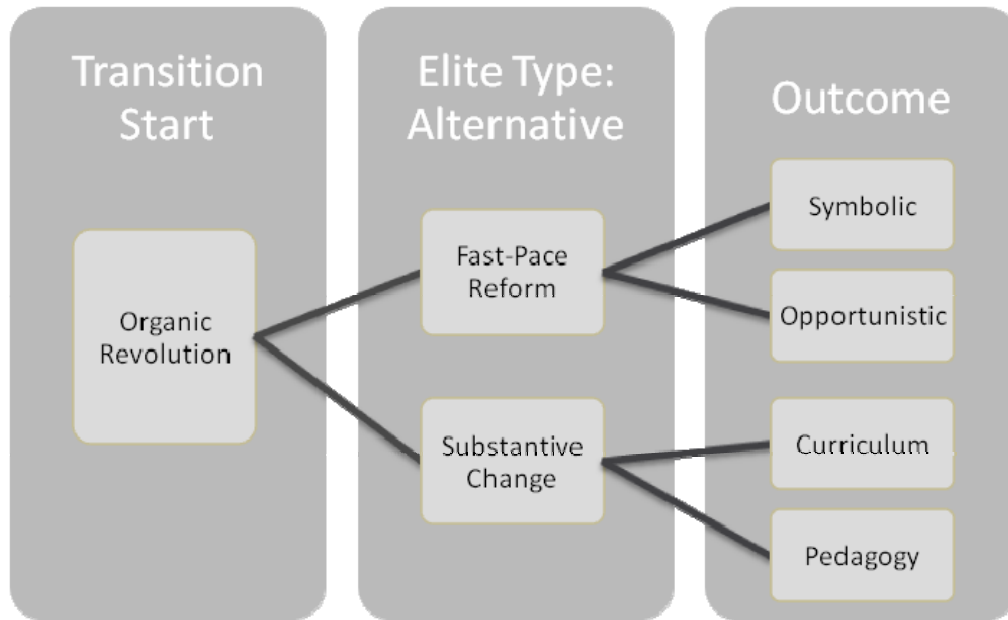 Transition
Start
Organic
Revolution
Elite Type:
Alternative
Fast-Pace
Reform
Substantive
Change
Outcome
Symbolic
Opportunistic
Curriculum
Pedagogy